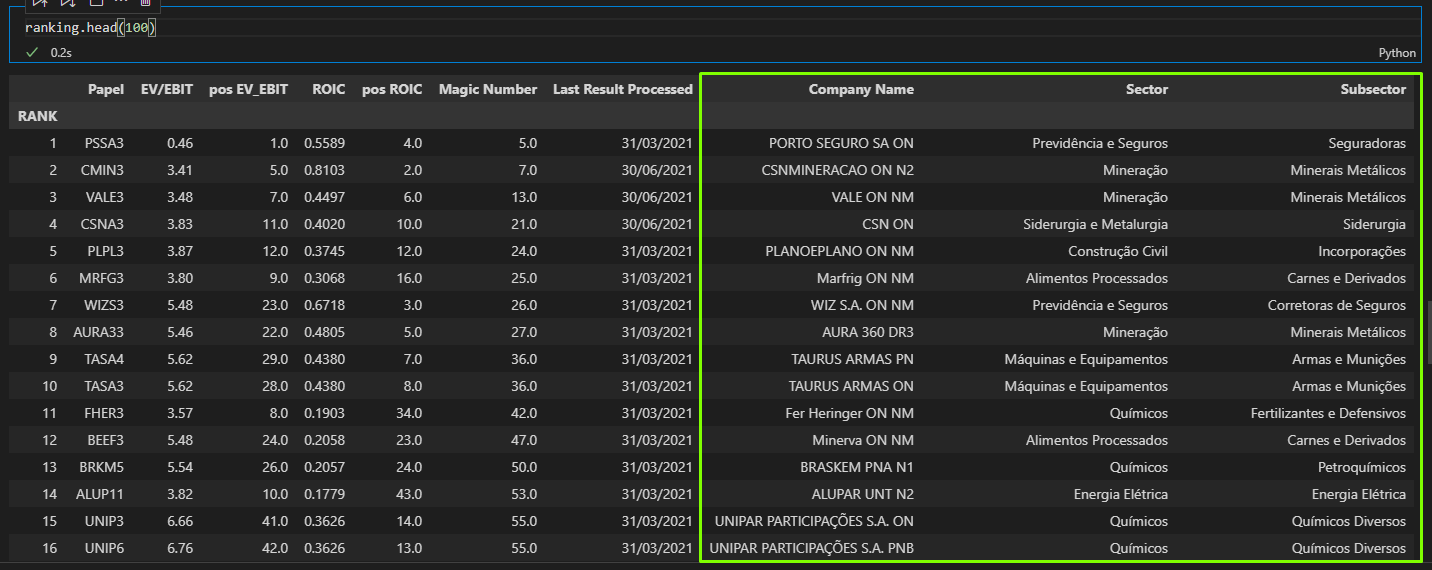 ranking.head(100)
0.2s
Python
Papel EV/EBIT pos EV_EBIT ROIC pos ROIC Magic Number Last Result Processed Company Name Sector Subsector
RANK
1 PSSA3 0.46 1.0 0.5589 4.0 5.0 31/03/2021 PORTO SEGURO SA ON Previdência e Seguros Seguradoras
2 CMIN3 3.41 5.0 0.8103 2.0 7.0 30/06/2021 CSNMINERACAO ON N2 Mineração Minerais Metálicos
3 VALE3 3.48 7.0 0.4497 6.0 13.0 30/06/2021 VALE ON NM Mineração Minerais Metálicos
4 CSNA3 3.83 11.0 0.4020 10.0 21.0 30/06/2021 CSN ON Siderurgia e Metalurgia Siderurgia
5 PLPL3 3.87 12.0 0.3745 12.0 24.0 31/03/2021 PLANOEPLANO ON NM Construção Civil Incorporações
6 MRFG3 3.80 9.0 0.3068 16.0 25.0 31/03/2021 Marfrig ON NM Alimentos Processados Carnes e Derivados
7 WIZS3 5.48 23.0 0.6718 3.0 26.0 31/03/2021 WIZ S.A. ON NM Previdência e Seguros Corretoras de Seguros
8 AURA33 5.46 22.0 0.4805 5.0 27.0 31/03/2021 AURA 360 DR3 Mineração Minerais Metálicos
9 TASA4 5.62 29.0 0.4380 7.0 36.0 31/03/2021 TAURUS ARMAS PN Máquinas e Equipamentos Armas e Munições
10 TASA3 5.62 28.0 0.4380 8.0 36.0 31/03/2021 TAURUS ARMAS ON Máquinas e Equipamentos Armas e Munições
11 FHER3 3.57 8.0 0.1903 34.0 42.0 31/03/2021 Fer Heringer ON NM Químicos Fertilizantes e Defensivos
12 BEEF3 5.48 24.0 0.2058 23.0 47.0 31/03/2021 Minerva ON NM Alimentos Processados Carnes e Derivados
13 BRKM5 5.54 26.0 0.2057 24.0 50.0 31/03/2021 BRASKEM PNA N1 Químicos Petroquímicos
14 ALUP11 3.82 10.0 0.1779 43.0 53.0 31/03/2021 ALUPAR UNT N2 Energia Elétrica Energia Elétrica
15 UNIP3 6.66 41.0 0.3626 14.0 55.0 31/03/2021 UNIPAR PARTICIPAÇÕES S.A. ON Químicos Químicos Diversos
16 UNIP6 6.76 42.0 0.3626 13.0 55.0 31/03/2021 UNIPAR PARTICIPAÇÕES S.A. PNB Químicos Químicos Diversos